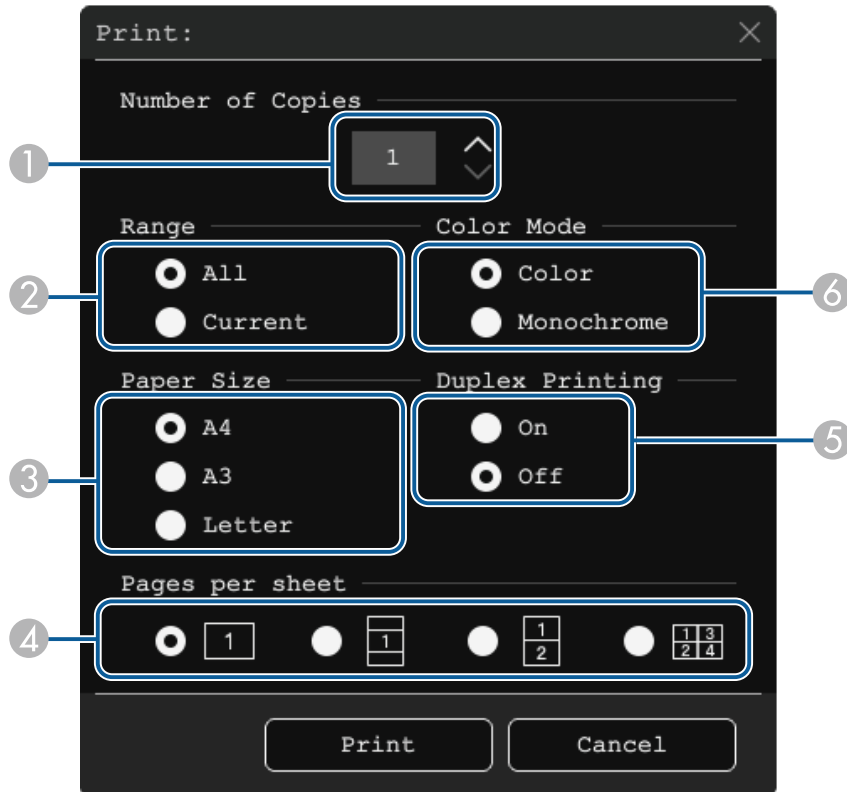 Print:
Number of Copies
1
1
Range
Color Mode
All
Color
2
6
Current
Monochrome
Paper Size
Duplex Printing
A4
On
5
3
A3
Off
Letter
Pages per sheet
4
1
1
1
2
1 3
2 4
Print
Cancel